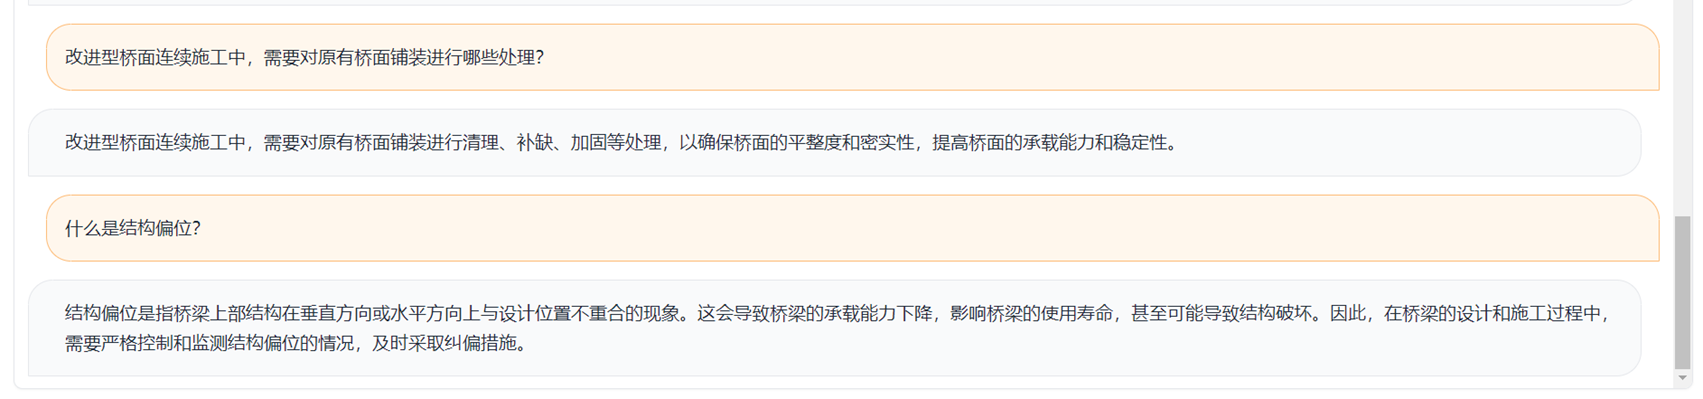 改进型桥面连续施工中，需要对原有桥面铺装进行哪些处理？
改进型桥面连续施工中，需要对原有桥面铺装进行清理、补缺、加固等处理，以确保桥面的平整度和密实性，提高桥面的承载能力和稳定性。
什么是结构偏位？
结构偏位是指桥梁上部结构在垂直方向或水平方向上与设计位置不重合的现象。这会导致桥梁的承载能力下降，影响桥梁的使用寿命，甚至可能导致结构破坏。因此，在桥梁的设计和施工过程中，
需要严格控制和监测结构偏位的情况，及时采取纠偏措施。